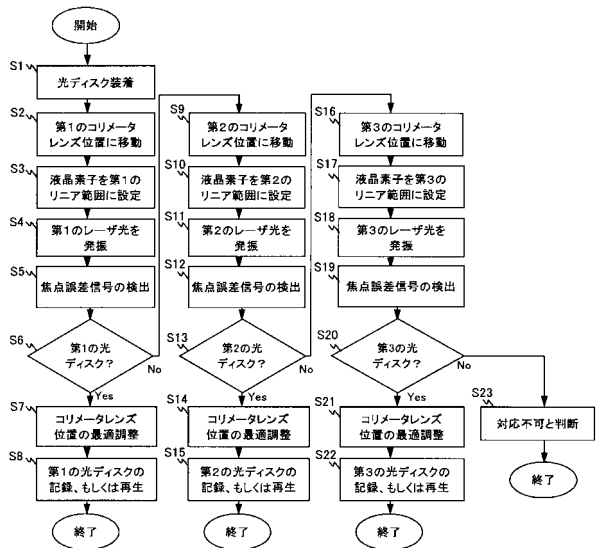 開始
S1
光ディスク装着
S2
第1のコリメータ
レンズ位置に移動
S3
液晶素子を第1の
リニア範囲に設定
S4
第1のレーザ光を
発振
S5
焦点誤差信号の検出
S6
第1の光
ディスク？
No
Yes
S7
コリメータレンズ
位置の最適調整
S8
第1の光ディスクの
記録、もしくは再生
終了
S9
第2のコリメータ
レンズ位置に移動
S10
液晶素子を第2の
リニア範囲に設定
S11
第2のレーザ光を
発振
S12
焦点誤差信号の検出
S13
第2の光
ディスク？
No
Yes
S14
コリメータレンズ
位置の最適調整
S15
第2の光ディスクの
記録、もしくは再生
終了
S16
第3のコリメータ
レンズ位置に移動
S17
液晶素子を第3の
リニア範囲に設定
S18
第3のレーザ光を
発振
S19
焦点誤差信号の検出
S20
第3の光
ディスク？
No
Yes
S21
コリメータレンズ
位置の最適調整
S22
第3の光ディスクの
記録、もしくは再生
終了
S23
対応不可と判断
終了